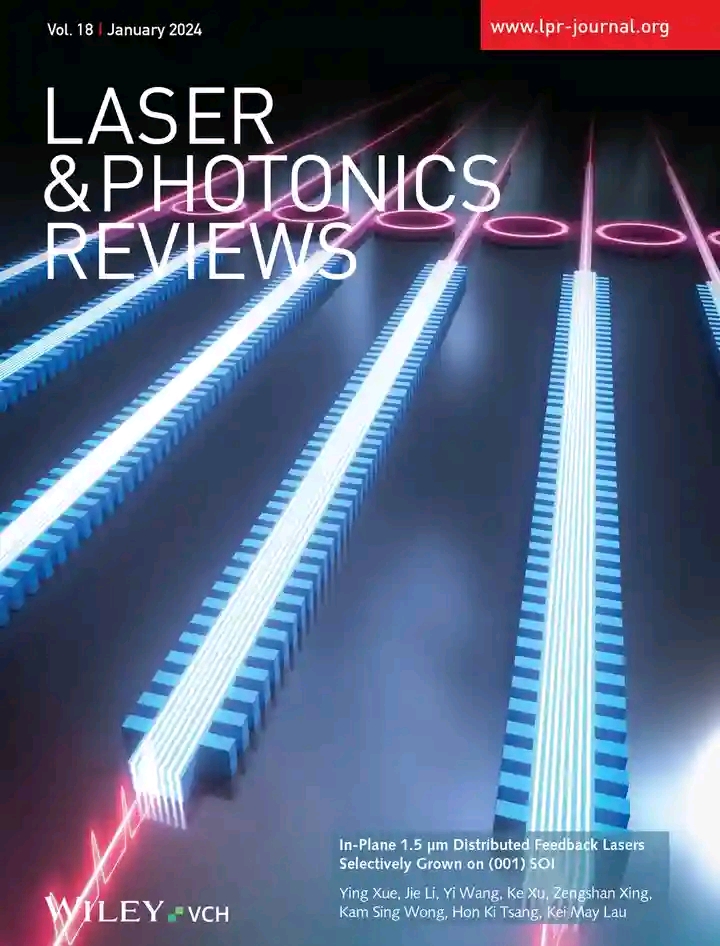 Vol. 18 | January 2024
www.lpr-journal.org
LASER
& PHOTONICS
REVIEWS
In-Plane 1.5 µm Distributed Feedback Lasers
Selectively Grown on (001) SOI
Ying Xue, Jie Li, Yi Wang, Ke Xu, Zengshan Xing,
Kam Sing Wong, Hon Ki Tsang, Kei May Lau
WILEY VCH